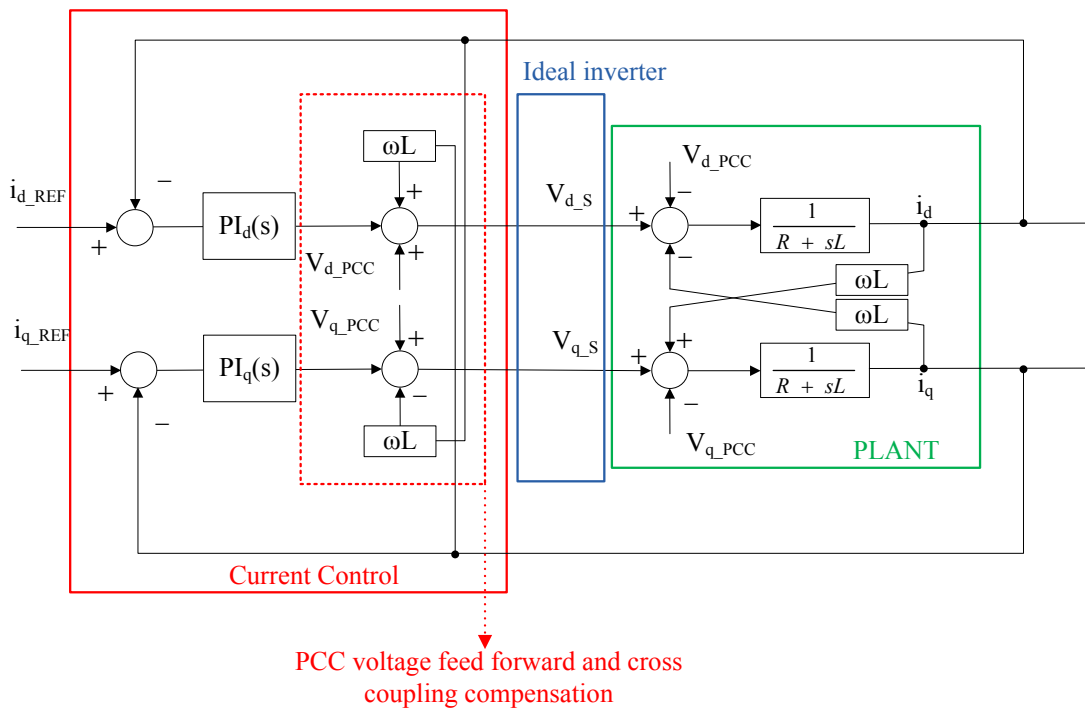 Ideal inverter
ωL
V_d_PCC
i_d_REF
−
+
V_d_S
−
i_d
+
PI_d(s)
+
+
−
1
R + sL
V_d_PCC
ωL
V_q_PCC
ωL
i_q_REF
+
V_q_S
+
+
PI_q(s)
+
−
−
1
R + sL
i_q
−
ωL
V_q_PCC
PLANT
Current Control
PCC voltage feed forward and cross
coupling compensation